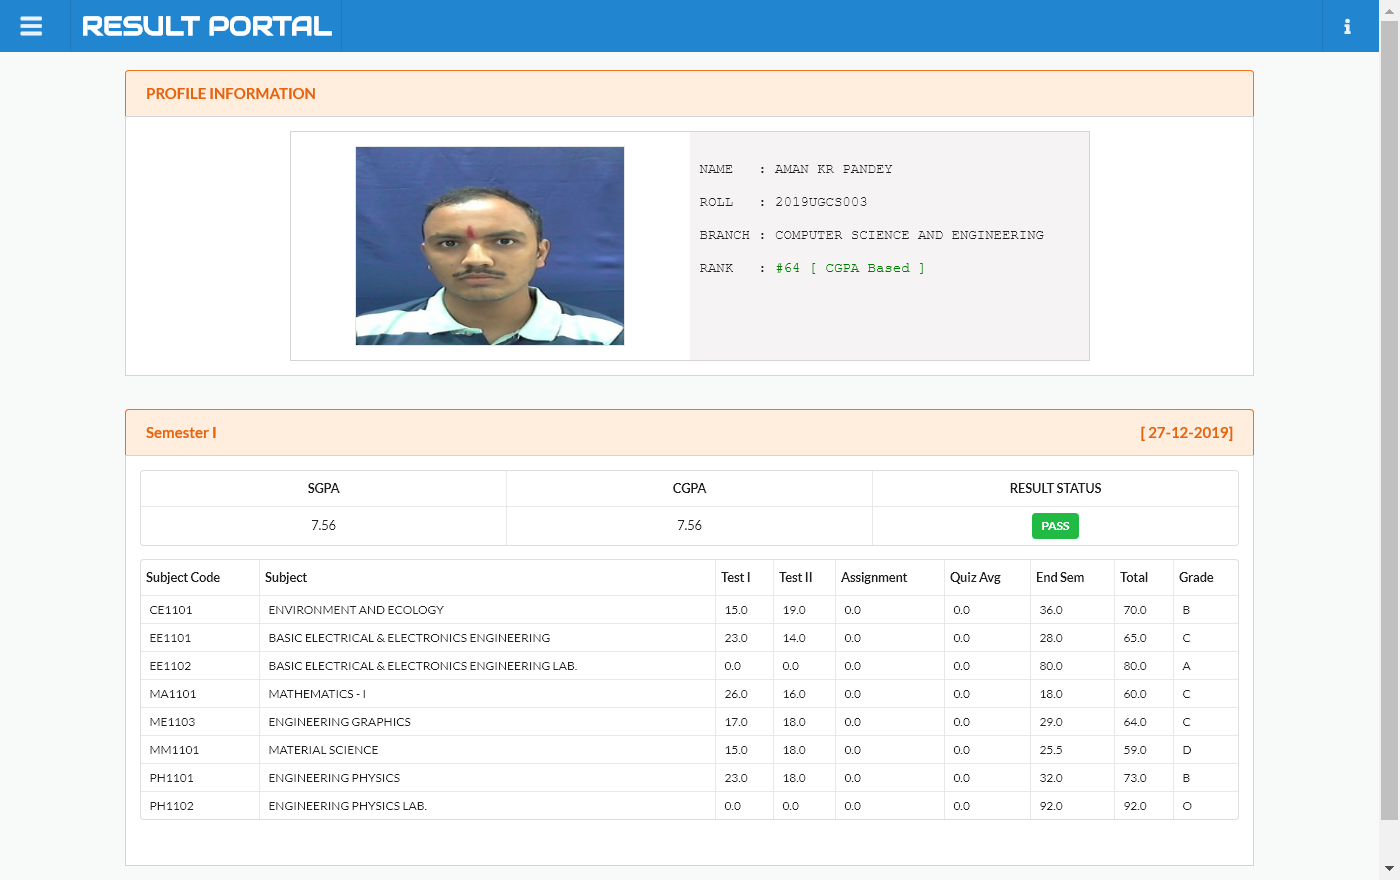 RESULT PORTAL
PROFILE INFORMATION
NAME : AMAN KR PANDEY
ROLL : 2019UGCS003
BRANCH : COMPUTER SCIENCE AND ENGINEERING
RANK : #64 [ CGPA Based ]
Semester I [ 27-12-2019]
SGPA CGPA RESULT STATUS
7.56 7.56 PASS
Subject Code Subject Test I Test II Assignment Quiz Avg End Sem Total Grade
CE1101 ENVIRONMENT AND ECOLOGY 15.0 19.0 0.0 0.0 36.0 70.0 B
EE1101 BASIC ELECTRICAL & ELECTRONICS ENGINEERING 23.0 14.0 0.0 0.0 28.0 65.0 C
EE1102 BASIC ELECTRICAL & ELECTRONICS ENGINEERING LAB. 0.0 0.0 0.0 0.0 80.0 80.0 A
MA1101 MATHEMATICS - I 26.0 16.0 0.0 0.0 18.0 60.0 C
ME1103 ENGINEERING GRAPHICS 17.0 18.0 0.0 0.0 29.0 64.0 C
MM1101 MATERIAL SCIENCE 15.0 18.0 0.0 0.0 25.5 59.0 D
PH1101 ENGINEERING PHYSICS 23.0 18.0 0.0 0.0 32.0 73.0 B
PH1102 ENGINEERING PHYSICS LAB. 0.0 0.0 0.0 0.0 92.0 92.0 O